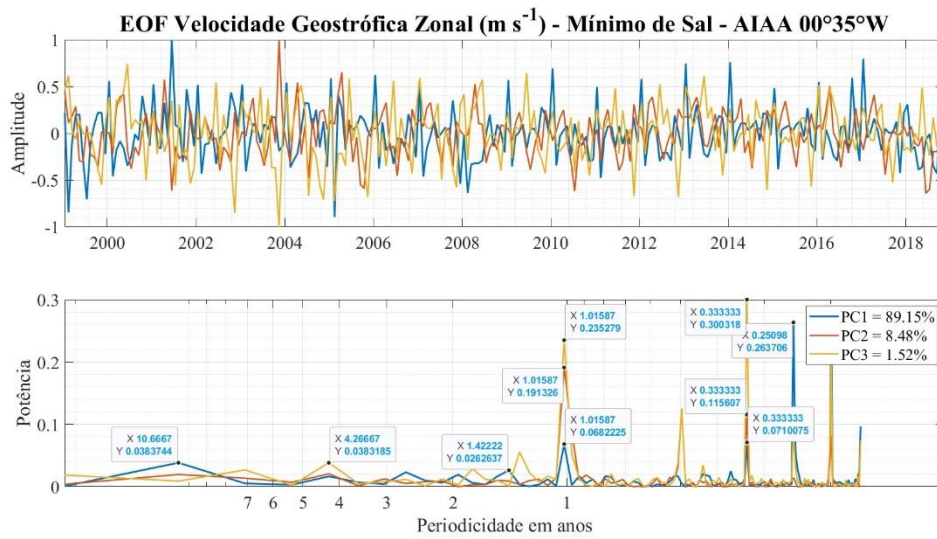 EOF Velocidade Geostrófica Zonal (m s⁻¹) - Mínimo de Sal - AIAA 00°35°W
1
0.5
0
-0.5
-1
Amplitude
2000 2002 2004 2006 2008 2010 2012 2014 2016 2018
0.3
0.2
0.1
0
Potência
X 10.6667
Y 0.0383744
X 4.26667
Y 0.0383185
X 1.42222
Y 0.0262637
X 1.01587
Y 0.235279
X 1.01587
Y 0.191326
X 1.01587
Y 0.0682225
X 0.333333
Y 0.300318
X 0.25098
Y 0.263706
X 0.333333
Y 0.115607
X 0.333333
Y 0.0710075
PC1 = 89.15%
PC2 = 8.48%
PC3 = 1.52%
7 6 5 4 3 2 1
Periodicidade em anos